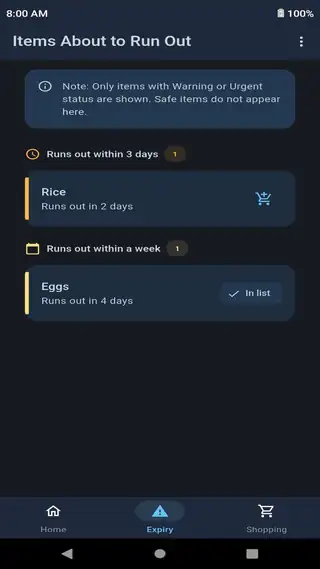 8:00 AM 100%
Items About to Run Out
Note: Only items with Warning or Urgent
status are shown. Safe items do not appear
here.
Runs out within 3 days 1
Rice
Runs out in 2 days
Runs out within a week 1
Eggs
Runs out in 4 days
In list
Home Expiry Shopping